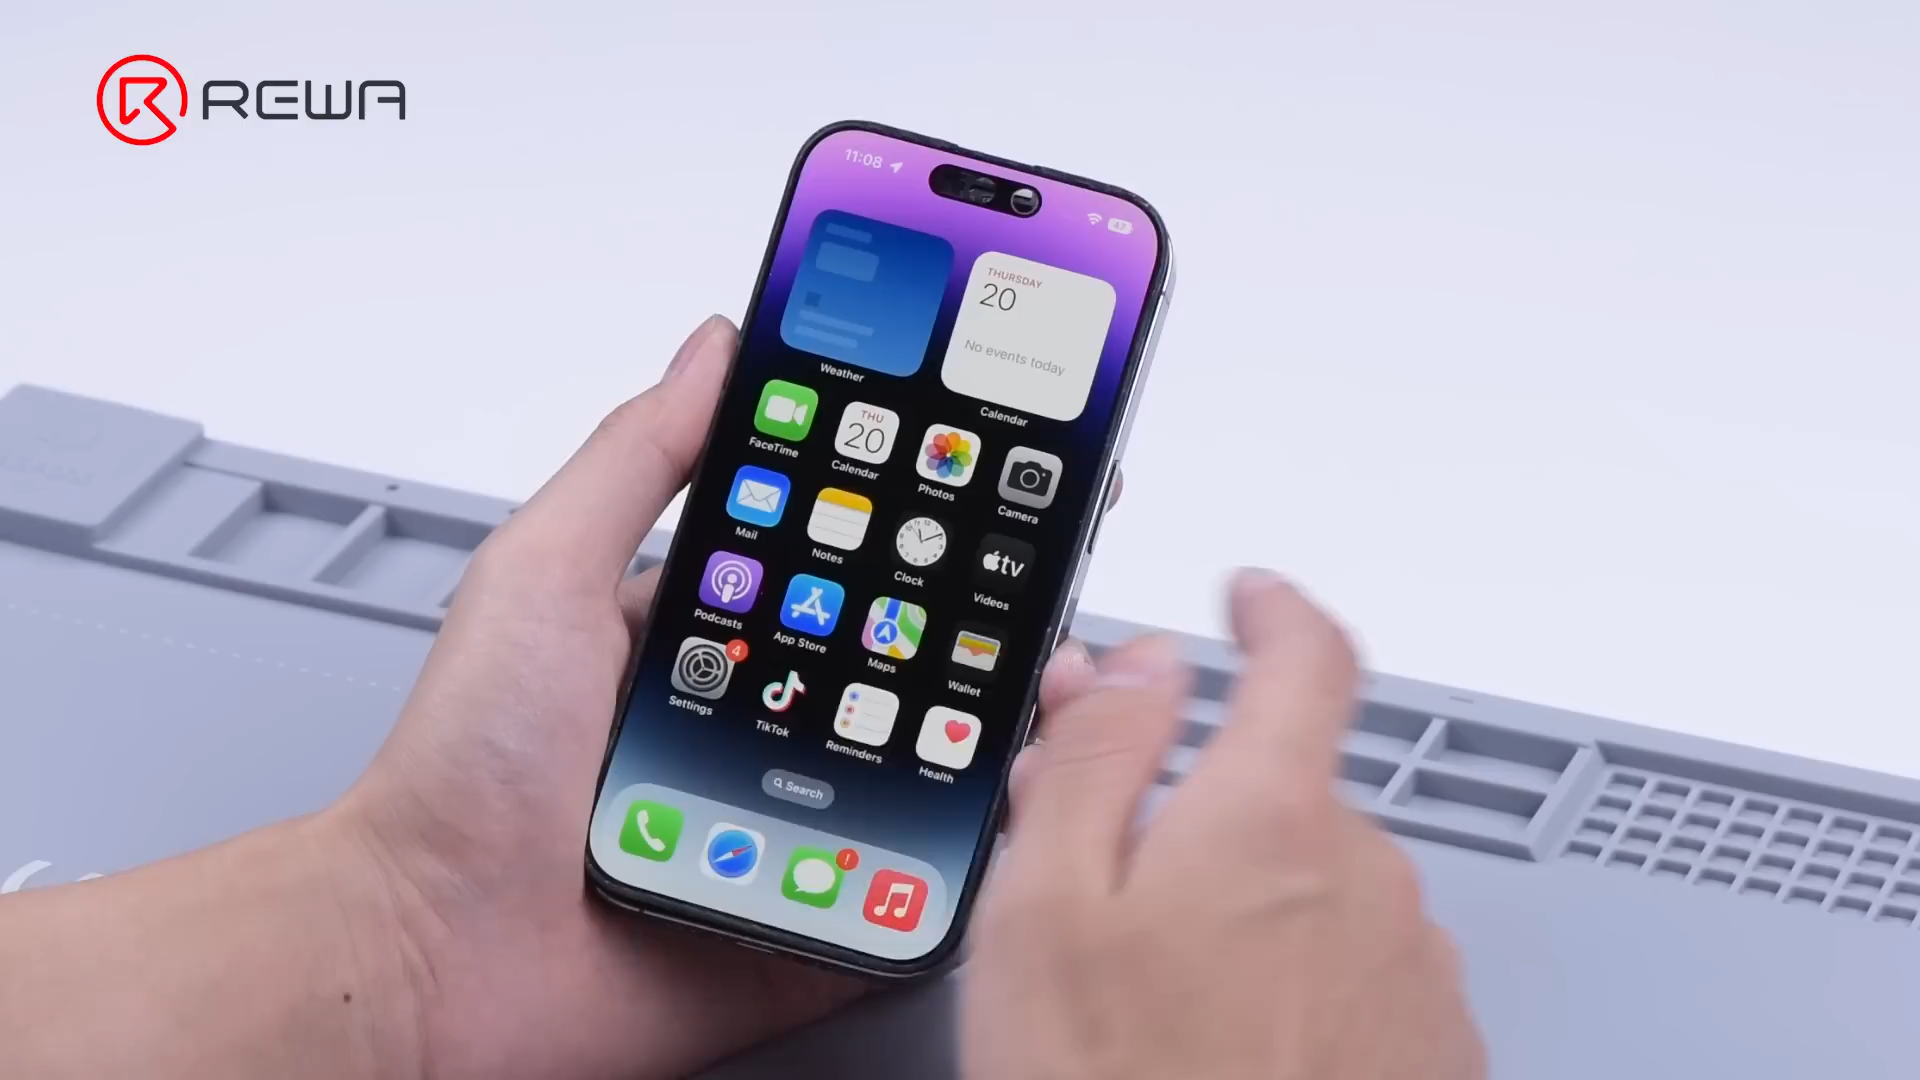 REWA
11:08
47
THURSDAY
20
No events today
Weather
Calendar
FaceTime
THU
20
Calendar
Photos
Camera
Mail
Notes
Clock
tv
Videos
Podcasts
App Store
Maps
Wallet
4
Settings
TikTok
Reminders
Health
Search
!